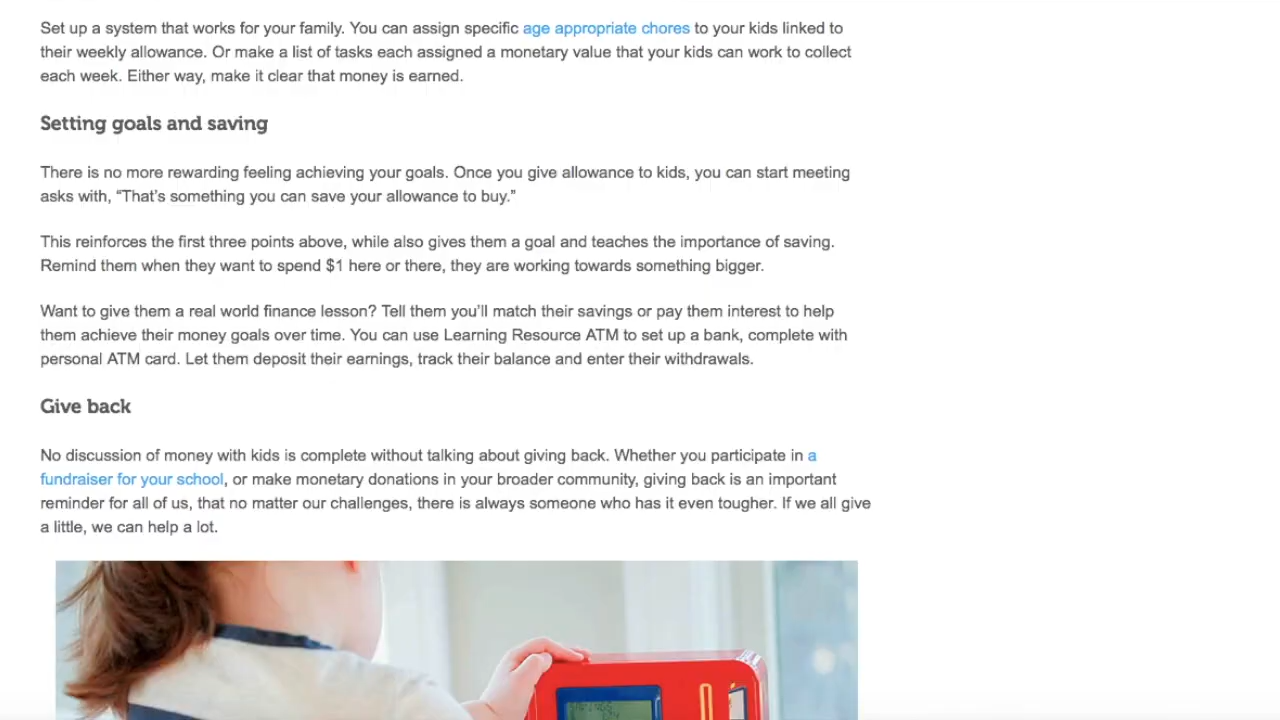 Set up a system that works for your family. You can assign specific age appropriate chores to your kids linked to
their weekly allowance. Or make a list of tasks each assigned a monetary value that your kids can work to collect
each week. Either way, make it clear that money is earned.
Setting goals and saving
There is no more rewarding feeling achieving your goals. Once you give allowance to kids, you can start meeting
asks with, “That’s something you can save your allowance to buy.”
This reinforces the first three points above, while also gives them a goal and teaches the importance of saving.
Remind them when they want to spend $1 here or there, they are working towards something bigger.
Want to give them a real world finance lesson? Tell them you’ll match their savings or pay them interest to help
them achieve their money goals over time. You can use Learning Resource ATM to set up a bank, complete with
personal ATM card. Let them deposit their earnings, track their balance and enter their withdrawals.
Give back
No discussion of money with kids is complete without talking about giving back. Whether you participate in a
fundraiser for your school, or make monetary donations in your broader community, giving back is an important
reminder for all of us, that no matter our challenges, there is always someone who has it even tougher. If we all give
a little, we can help a lot.